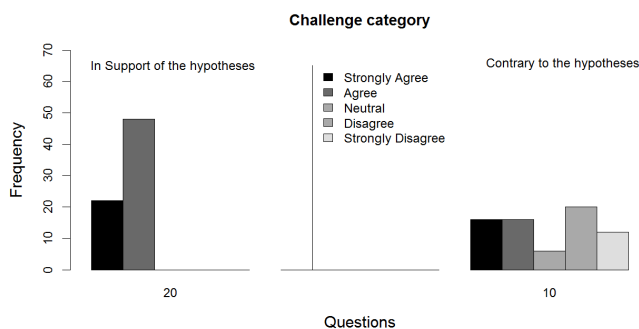 Challenge category
In Support of the hypotheses
Contrary to the hypotheses
Strongly Agree
Agree
Neutral
Disagree
Strongly Disagree
Frequency
70
60
50
40
30
20
10
0
20
10
Questions